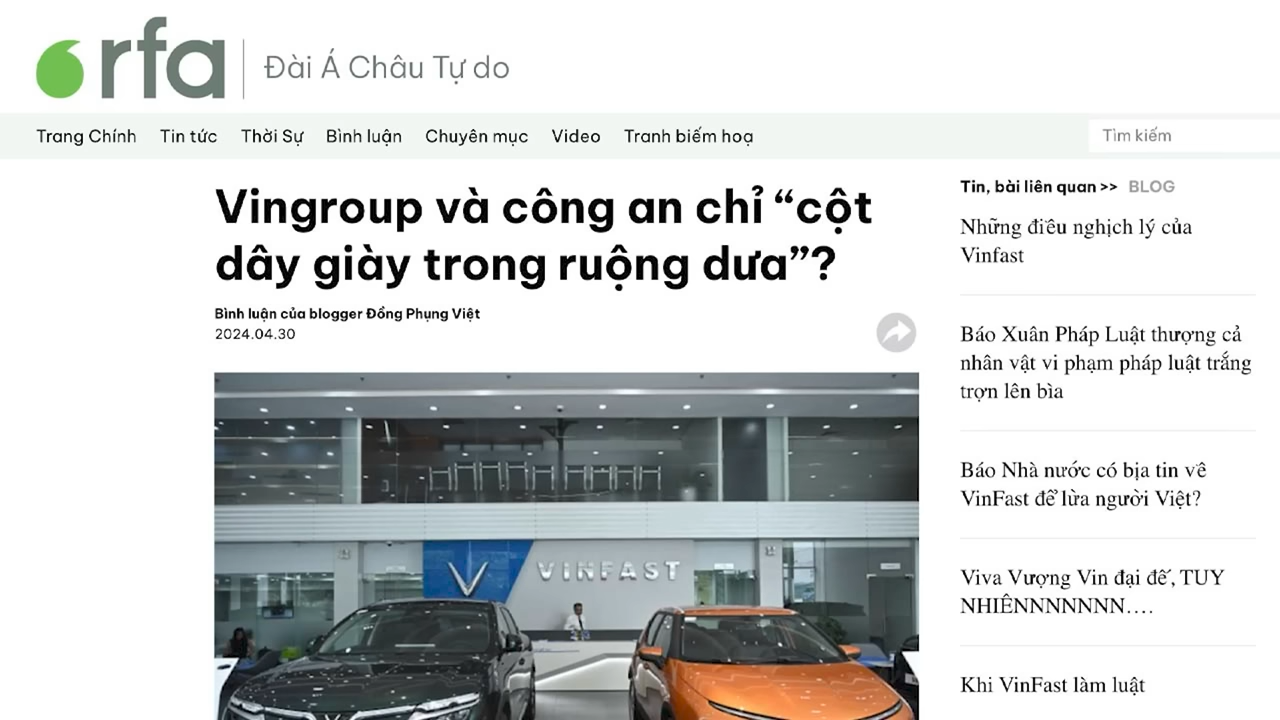 rfa
Đài Á Châu Tự do
Trang Chính Tin tức Thời Sự Bình luận Chuyên mục Video Tranh biếm hoạ
Tìm kiếm
Vingroup và công an chỉ “cột
dây giày trong ruộng dưa”?
Bình luận của blogger Đồng Phụng Việt
2024.04.30
VINFAST
Tin, bài liên quan >> BLOG
Những điều nghịch lý của
Vinfast
Báo Xuân Pháp Luật thượng cả
nhân vật vi phạm pháp luật trắng
trợn lên bìa
Báo Nhà nước có bịa tin về
VinFast để lừa người Việt?
Viva Vượng Vin đại đế, TUY
NHIÊNNNNNNN….
Khi VinFast làm luật